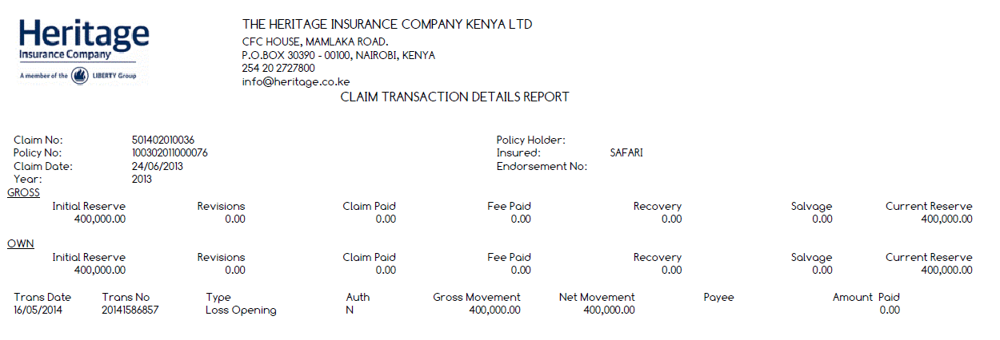 Heritage
Insurance Company
A member of the LIBERTY Group
THE HERITAGE INSURANCE COMPANY KENYA LTD
CFC HOUSE, MAMLAKA ROAD.
P.O.BOX 30390 - 00100, NAIROBI, KENYA
254 20 2727800
info@heritage.co.ke
CLAIM TRANSACTION DETAILS REPORT
Claim No: 501402010036 Policy Holder:
Policy No: 100302011000076 Insured: SAFARI
Claim Date: 24/06/2013 Endorsement No:
Year: 2013
GROSS
Initial Reserve Revisions Claim Paid Fee Paid Recovery Salvage Current Reserve
400,000.00 0.00 0.00 0.00 0.00 0.00 400,000.00
OWN
Initial Reserve Revisions Claim Paid Fee Paid Recovery Salvage Current Reserve
400,000.00 0.00 0.00 0.00 0.00 0.00 400,000.00
Trans Date Trans No Type Auth Gross Movement Net Movement Payee Amount Paid
16/05/2014 20141586857 Loss Opening N 400,000.00 400,000.00 0.00